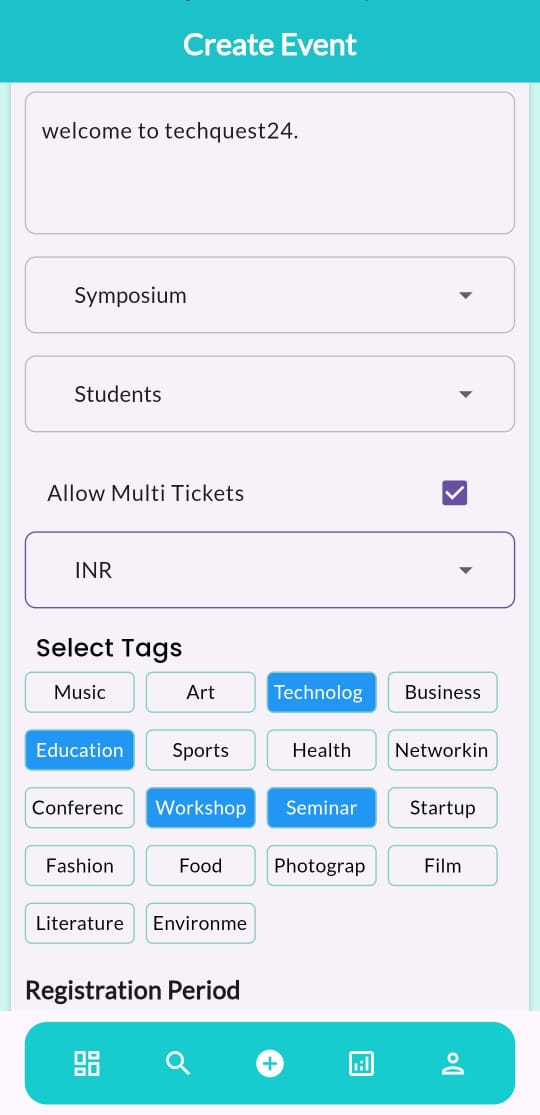 Create Event
welcome to techquest24.
Symposium
Students
Allow Multi Tickets
INR
Select Tags
Music Art Technolog Business
Education Sports Health Networkin
Conferenc Workshop Seminar Startup
Fashion Food Photograp Film
Literature Environme
Registration Period